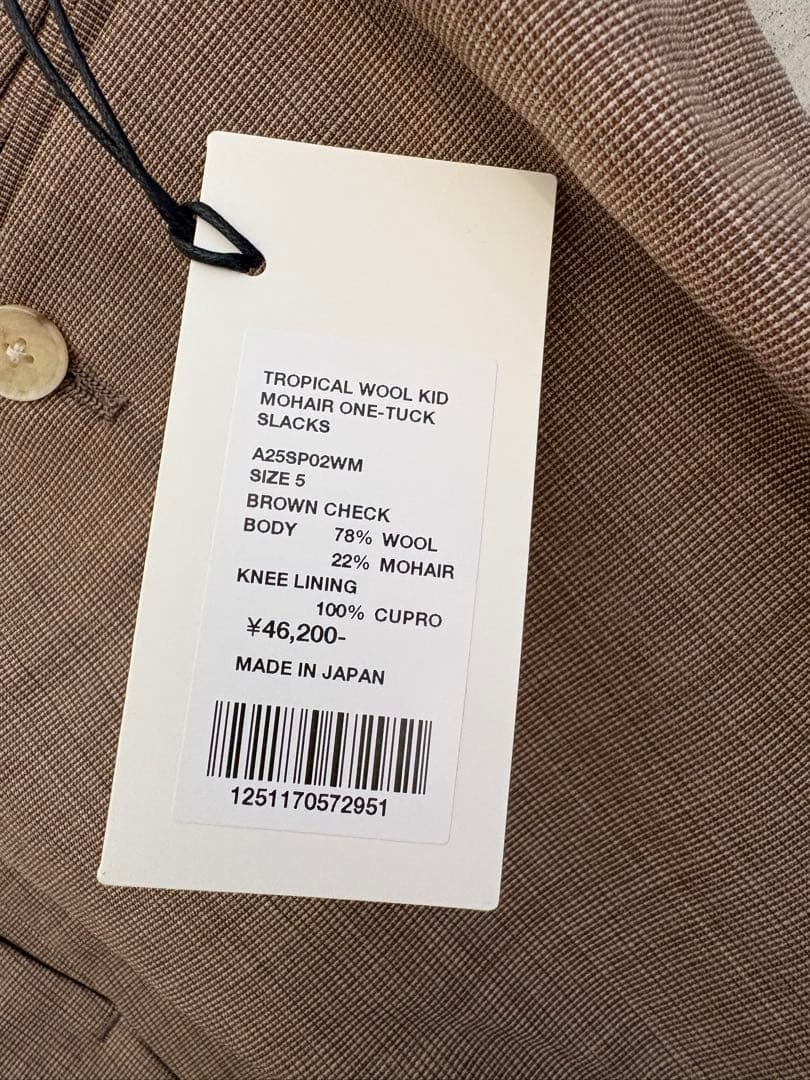 TROPICAL WOOL KID
MOHAIR ONE-TUCK
SLACKS
A25SP02WM
SIZE 5
BROWN CHECK
BODY 78% WOOL
22% MOHAIR
KNEE LINING
100% CUPRO
¥46,200-
MADE IN JAPAN
1251170572951